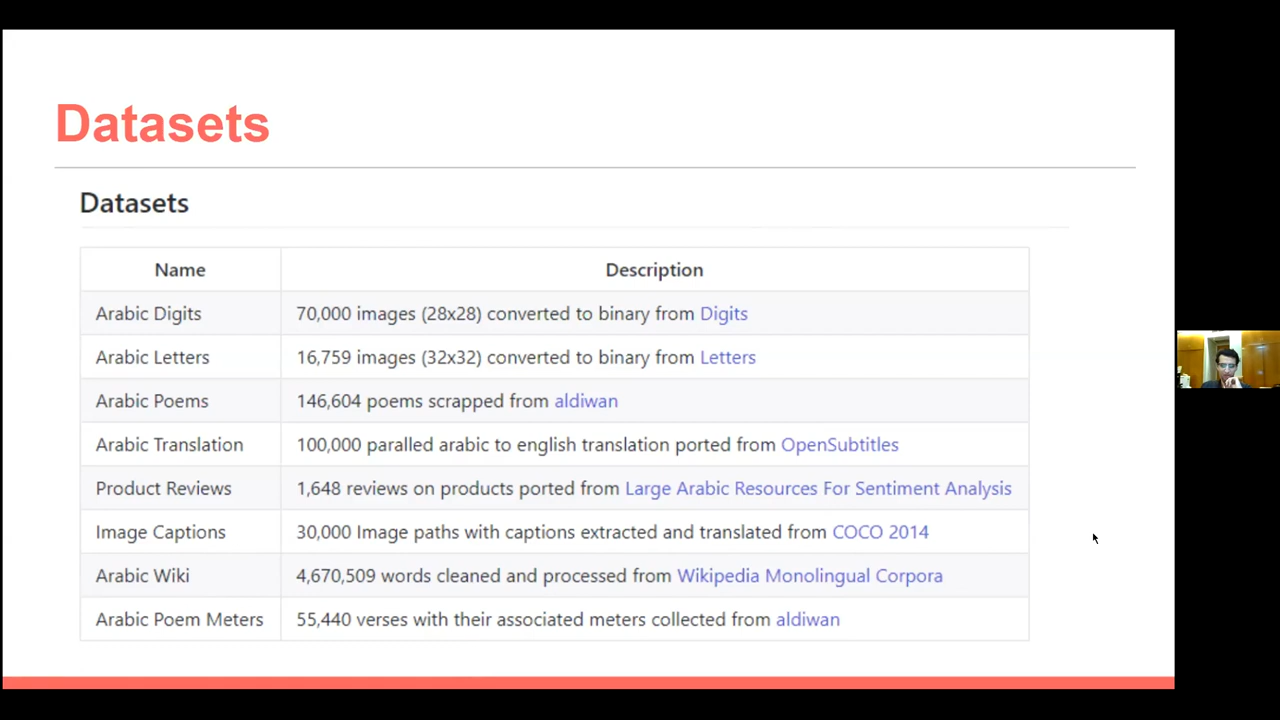 Datasets
Datasets
Name Description
Arabic Digits 70,000 images (28x28) converted to binary from Digits
Arabic Letters 16,759 images (32x32) converted to binary from Letters
Arabic Poems 146,604 poems scrapped from aldiwan
Arabic Translation 100,000 paralled arabic to english translation ported from OpenSubtitles
Product Reviews 1,648 reviews on products ported from Large Arabic Resources For Sentiment Analysis
Image Captions 30,000 Image paths with captions extracted and translated from COCO 2014
Arabic Wiki 4,670,509 words cleaned and processed from Wikipedia Monolingual Corpora
Arabic Poem Meters 55,440 verses with their associated meters collected from aldiwan